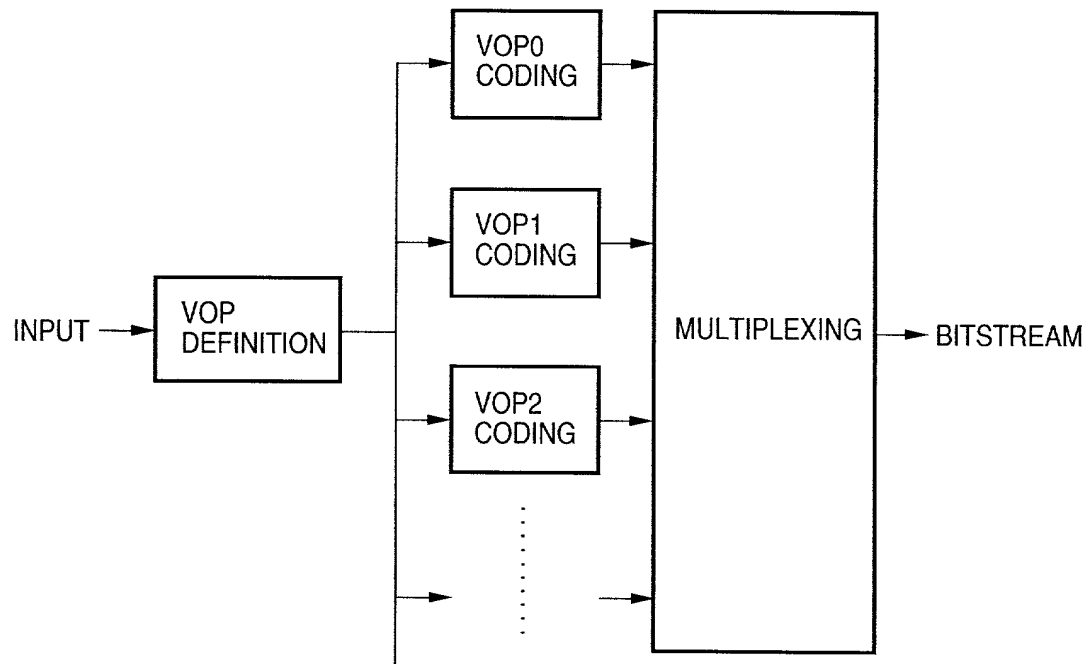 VOP0
CODING
VOP1
CODING
INPUT
VOP
DEFINITION
MULTIPLEXING
BITSTREAM
VOP2
CODING